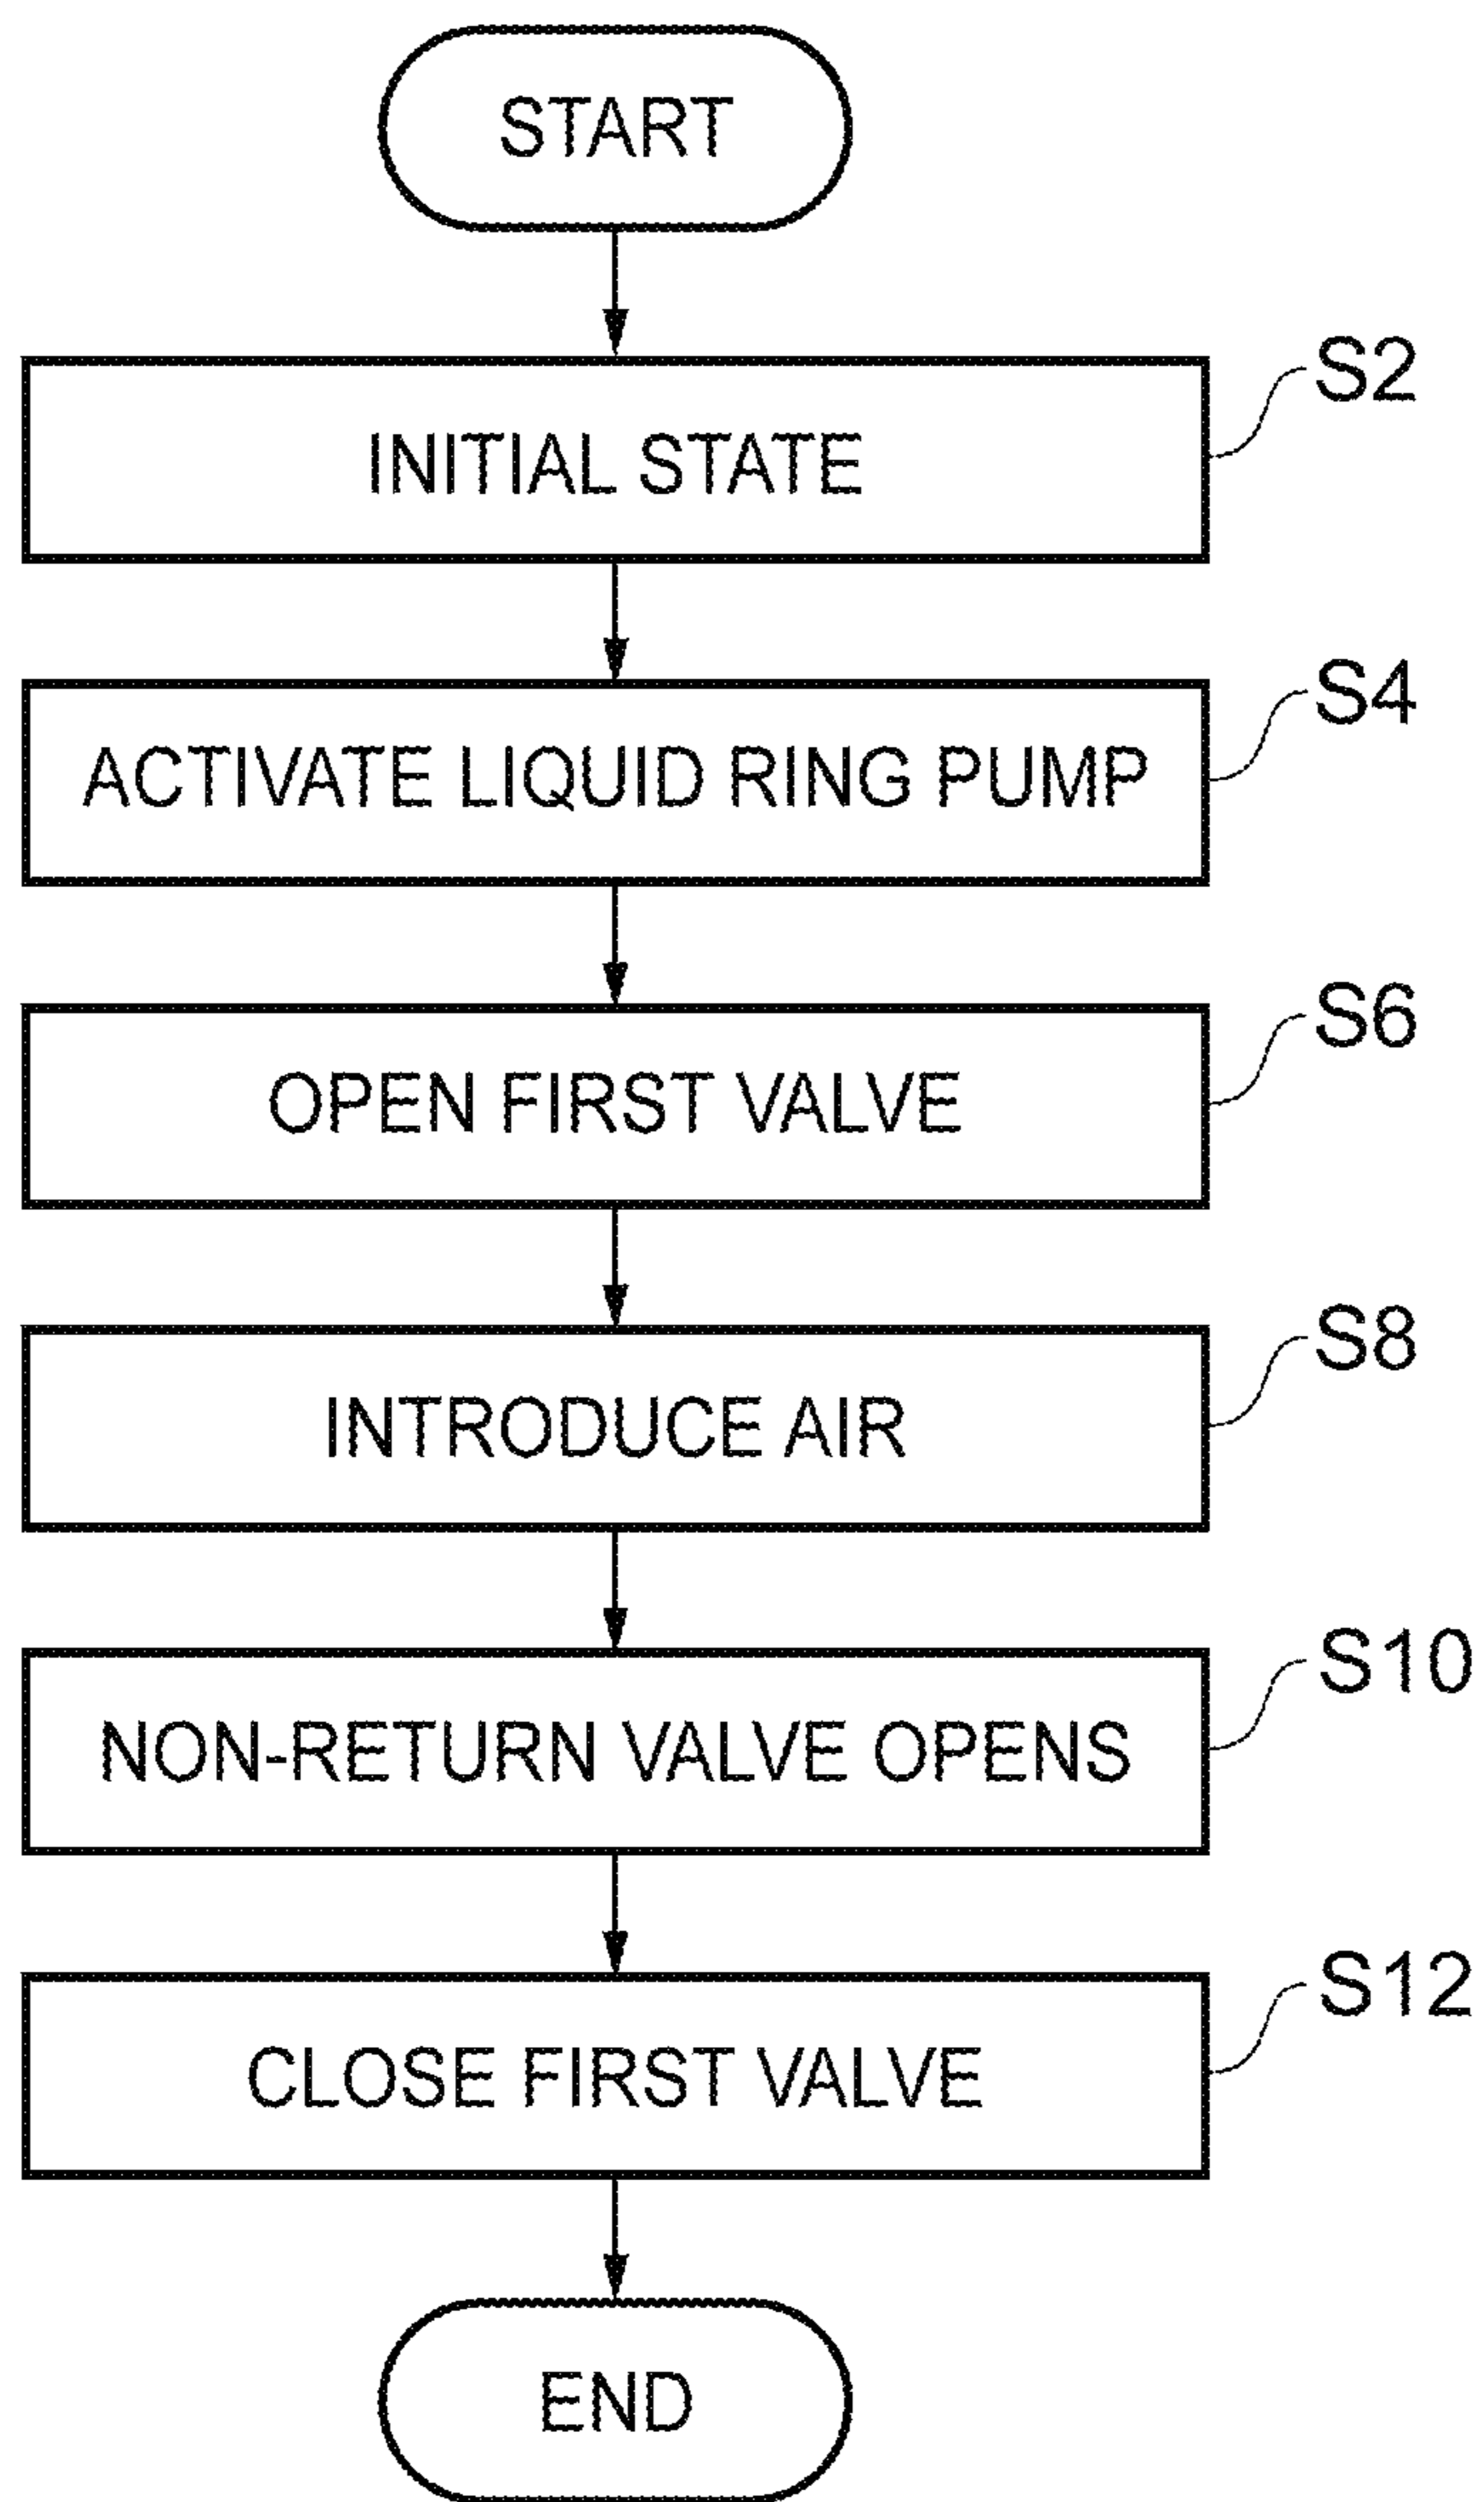 START
S2
INITIAL STATE
S4
ACTIVATE LIQUID RING PUMP
S6
OPEN FIRST VALVE
S8
INTRODUCE AIR
S10
NON-RETURN VALVE OPENS
S12
CLOSE FIRST VALVE
END